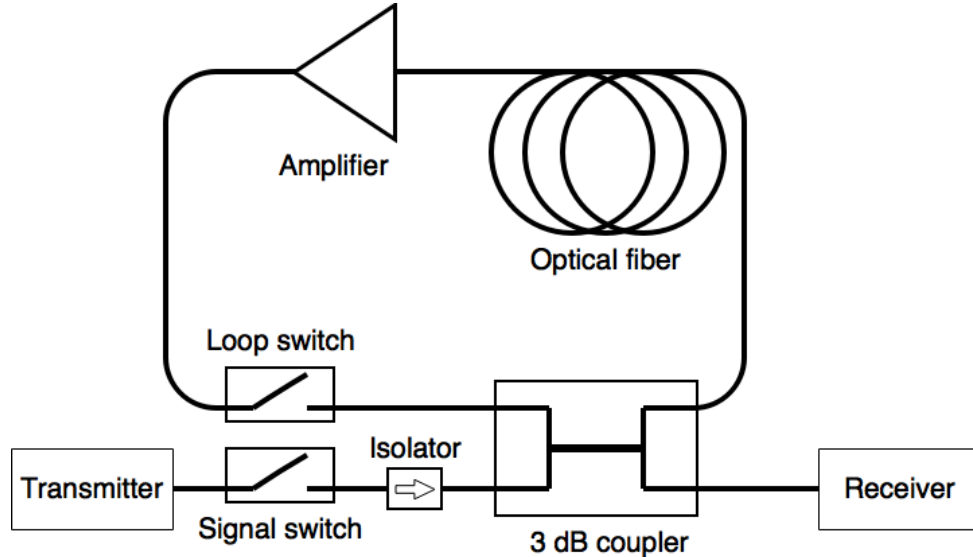 Amplifier
Optical fiber
Loop switch
Isolator
Transmitter
Receiver
Signal switch
3 dB coupler